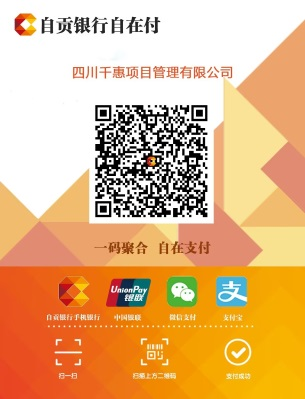 自贡银行自在付
四川千惠项目管理有限公司
一码聚合 自在支付
UnionPay
银联
支
自贡银行手机银行 中国银联 微信支付 支付宝
扫一扫 扫描上方二维码 支付成功